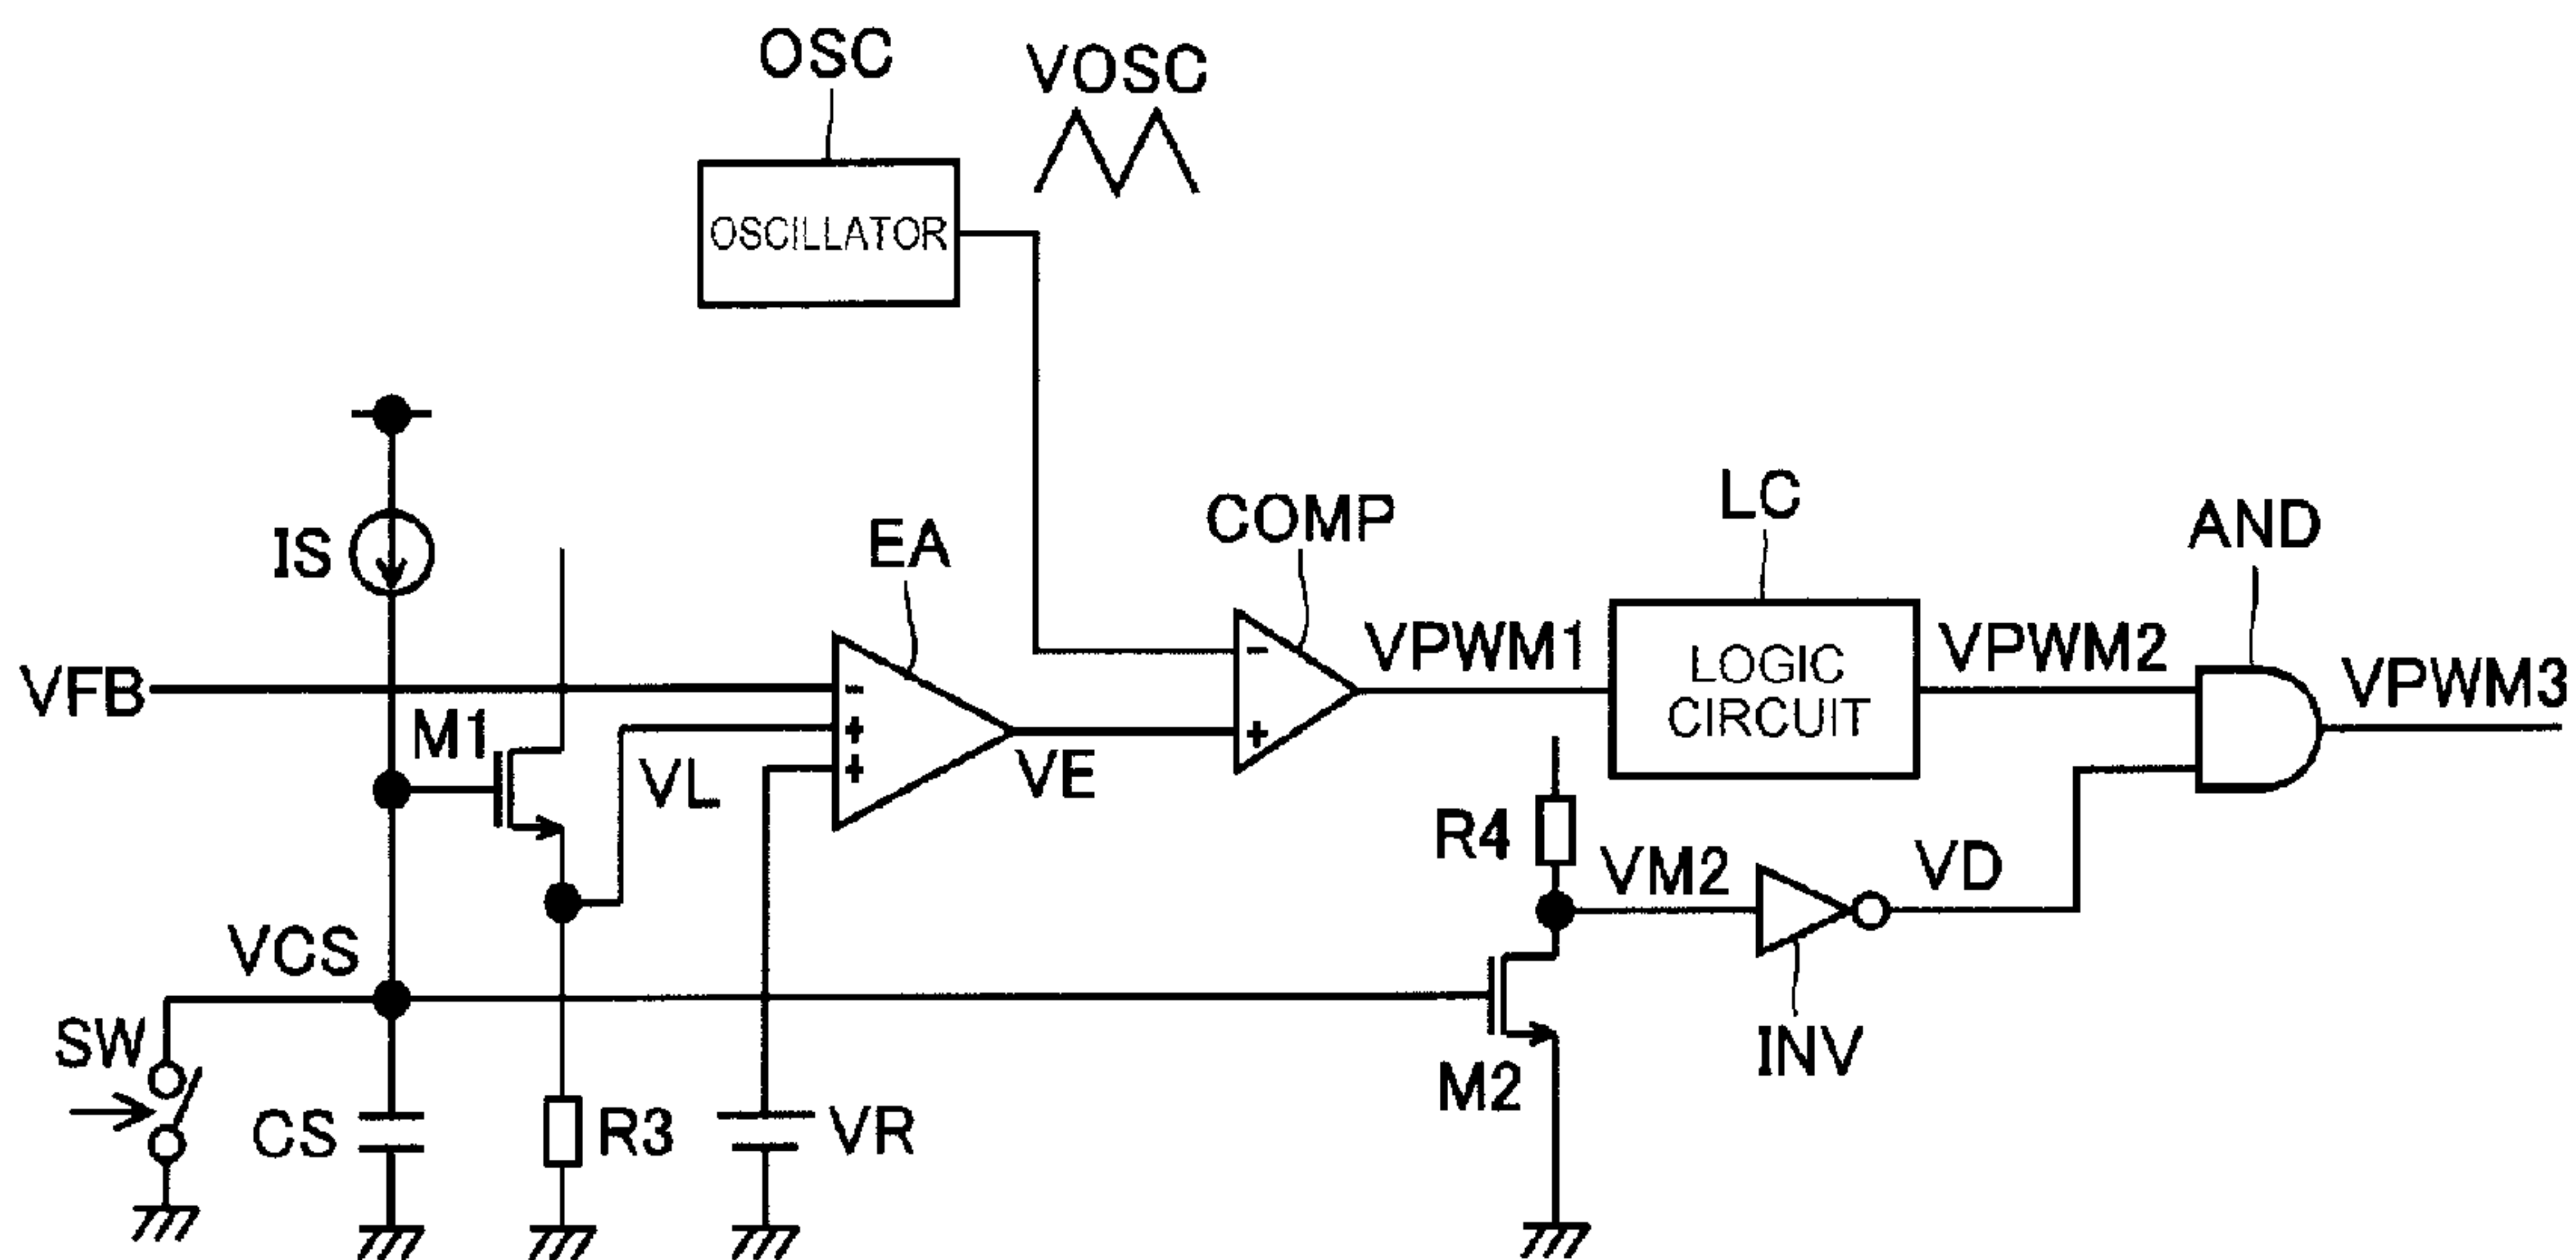 OSC
VOSC
OSCILLATOR
IS
EA
COMP
LC
AND
VFB
M1
-
+
+
VL
VE
-
+
VPWM1
LOGIC
CIRCUIT
VPWM2
VPWM3
R4
VM2
VD
INV
M2
VCS
SW
CS
R3
VR